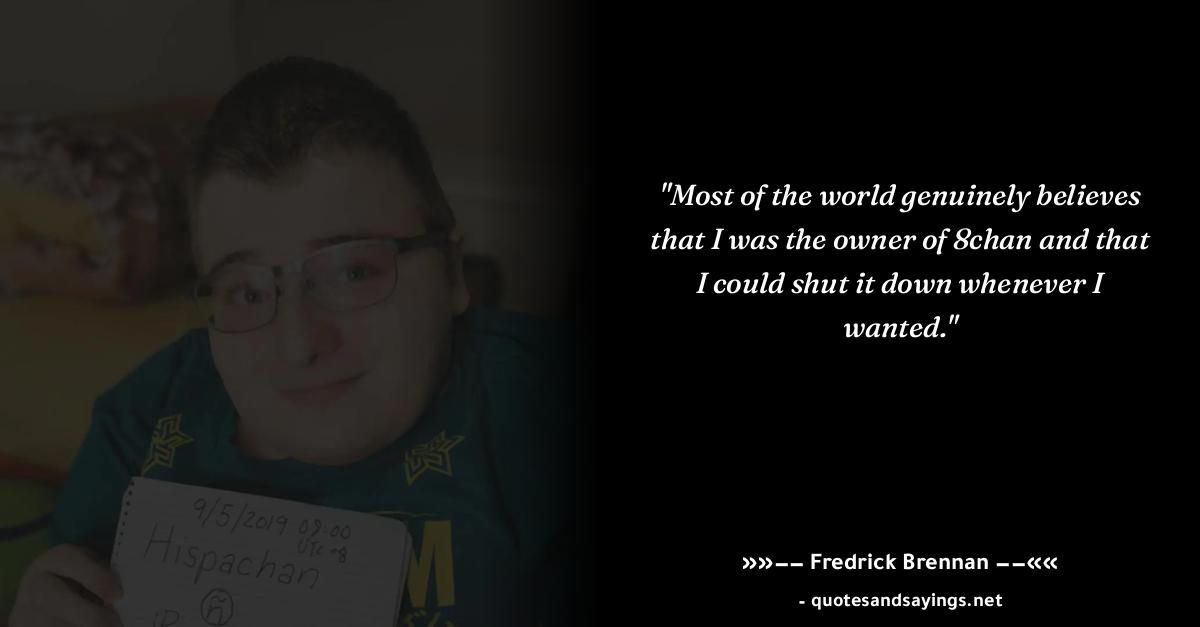 "Most of the world genuinely believes
that I was the owner of 8chan and that
I could shut it down whenever I
wanted."
»»−− Fredrick Brennan −−««
- quotesandsayings.net
9/5/2019 09:00
UTC +8
Hispachan
ñ
M